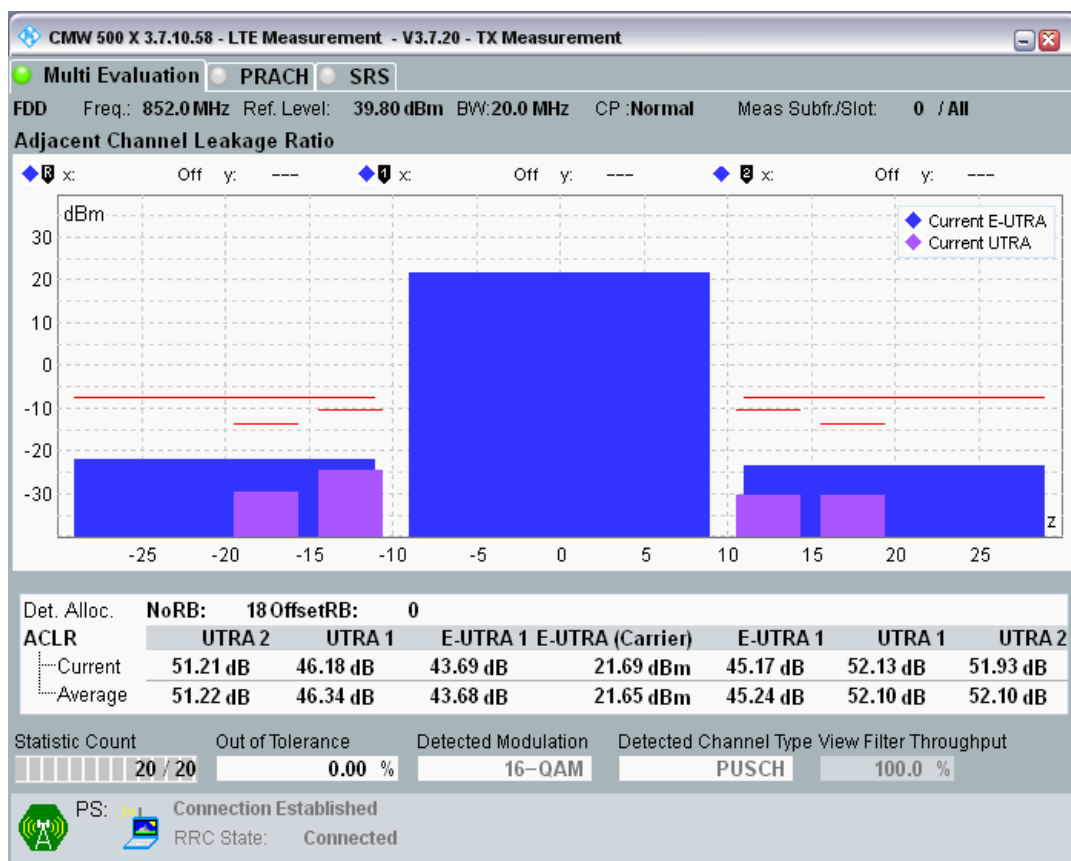 CMW 500 X 3.7.10.58 - LTE Measurement - V3.7.20 - TX Measurement
Multi Evaluation PRACH SRS
FDD Freq.: 852.0 MHz Ref. Level: 39.80 dBm BW: 20.0 MHz CP : Normal Meas Subfr./Slot: 0 / All
Adjacent Channel Leakage Ratio
R x: Off y: --- 1 x: Off y: --- 2 x: Off y: ---
dBm
Current E-UTRA
Current UTRA
30
20
10
0
-10
-20
-30
z
-25 -20 -15 -10 -5 0 5 10 15 20 25
Det. Alloc. NoRB: 18 OffsetRB: 0
ACLR UTRA 2 UTRA 1 E-UTRA 1 E-UTRA (Carrier) E-UTRA 1 UTRA 1 UTRA 2
Current 51.21 dB 46.18 dB 43.69 dB 21.69 dBm 45.17 dB 52.13 dB 51.93 dB
Average 51.22 dB 46.34 dB 43.68 dB 21.65 dBm 45.24 dB 52.10 dB 52.10 dB
Statistic Count Out of Tolerance Detected Modulation Detected Channel Type View Filter Throughput
20 / 20 0.00 % 16-QAM PUSCH 100.0 %
PS: Connection Established
RRC State: Connected